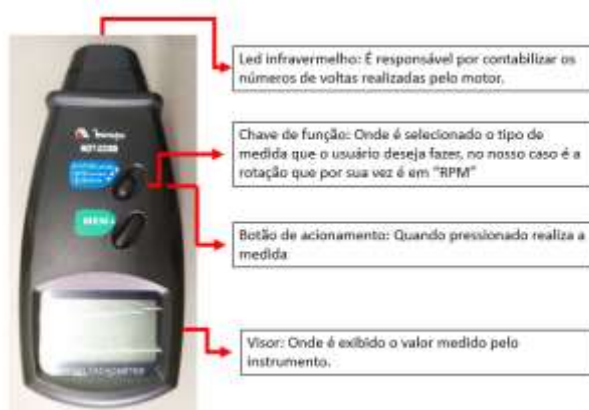 Led infravermelho: É responsável por contabilizar os
números de voltas realizadas pelo motor.
Chave de função: Onde é selecionado o tipo de
medida que o usuário deseja fazer, no nosso caso é a
rotação que por sua vez é em "RPM"
Botão de acionamento: Quando pressionado realiza a
medida
Visor: Onde é exibido o valor medido pelo
instrumento.
MEM
TACHOMETER